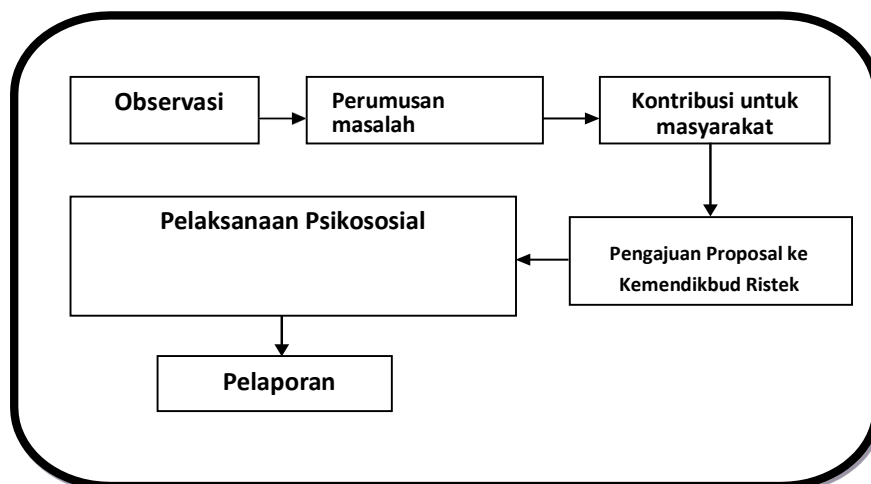 Observasi
Perumusan
masalah
Kontribusi untuk
masyarakat
Pengajuan Proposal ke
Kemendikbud Ristek
Pelaksanaan Psikososial
Pelaporan